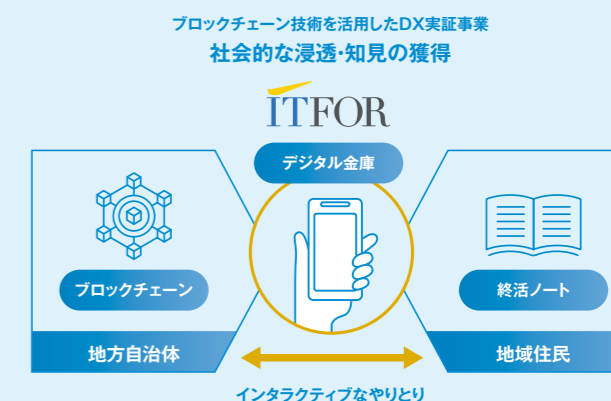 ブロックチェーン技術を活用したDX実証事業
社会的な浸透・知見の獲得
ITFOR
デジタル金庫
ブロックチェーン
終活ノート
地方自治体
地域住民
インタラクティブなやりとり